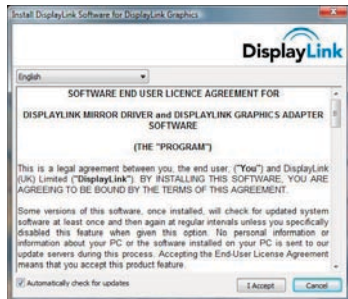 Install DisplayLink Software for DisplayLink Graphics
DisplayLink
English
SOFTWARE END USER LICENCE AGREEMENT FOR
DISPLAYLINK MIRROR DRIVER and DISPLAYLINK GRAPHICS ADAPTER
SOFTWARE
(THE "PROGRAM")
This is a legal agreement between you, the end user, ("You") and DisplayLink
(UK) Limited ("DisplayLink"). BY INSTALLING THIS SOFTWARE, YOU ARE
AGREEING TO BE BOUND BY THE TERMS OF THIS AGREEMENT.
Some versions of this software, once installed, will check for updated system
software at least once and then again at regular intervals unless you specifically
disabled this feature when given this option. No personal information or
information about your PC or the software installed on your PC is sent to our
update servers during this process. Accepting the End-User License Agreement
means that you accept this product feature.
Automatically check for updates
I Accept
Cancel